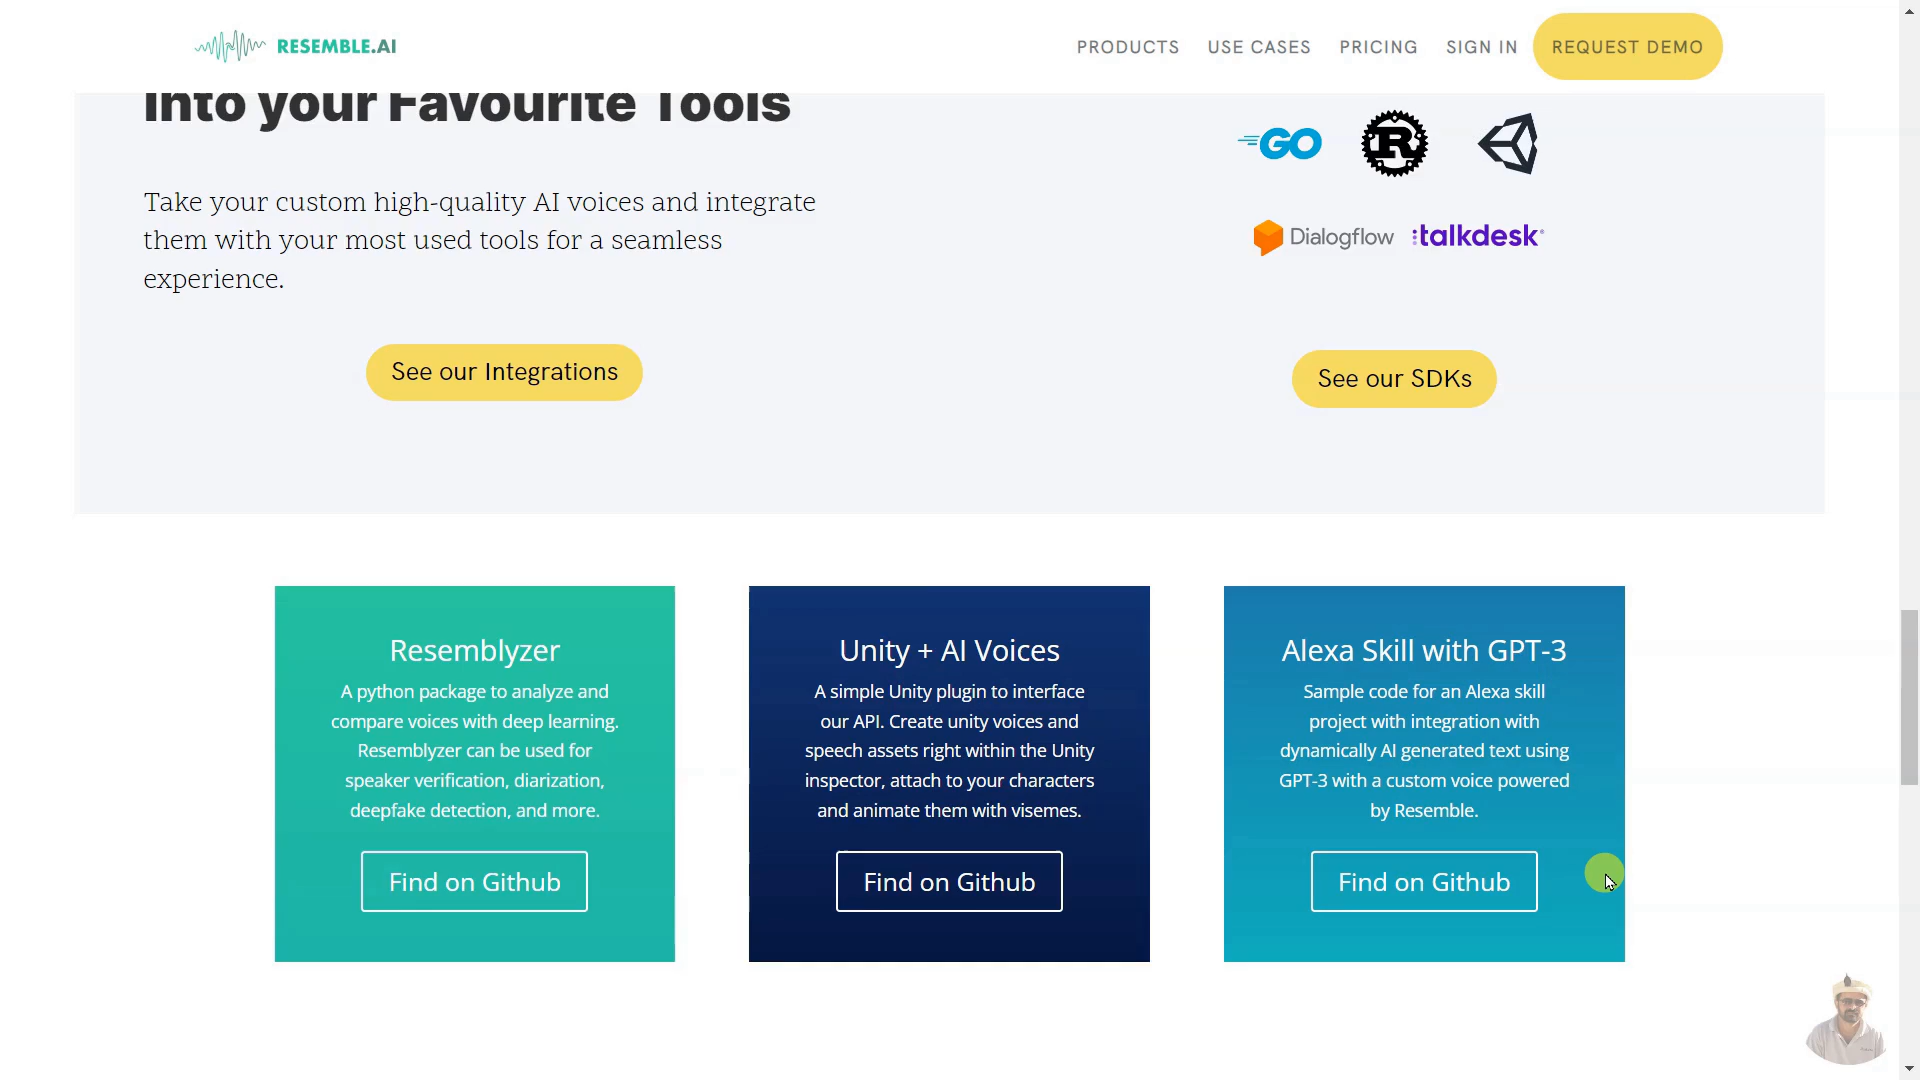 RESEMBLE.AI
PRODUCTS USE CASES PRICING SIGN IN REQUEST DEMO
into your Favourite Tools
GO R
Take your custom high-quality AI voices and integrate
them with your most used tools for a seamless
experience.
Dialogflow :talkdesk®
See our Integrations
See our SDKs
Resemblyzer
A python package to analyze and
compare voices with deep learning.
Resemblyzer can be used for
speaker verification, diarization,
deepfake detection, and more.
Find on Github
Unity + AI Voices
A simple Unity plugin to interface
our API. Create unity voices and
speech assets right within the Unity
inspector, attach to your characters
and animate them with visemes.
Find on Github
Alexa Skill with GPT-3
Sample code for an Alexa skill
project with integration with
dynamically AI generated text using
GPT-3 with a custom voice powered
by Resemble.
Find on Github